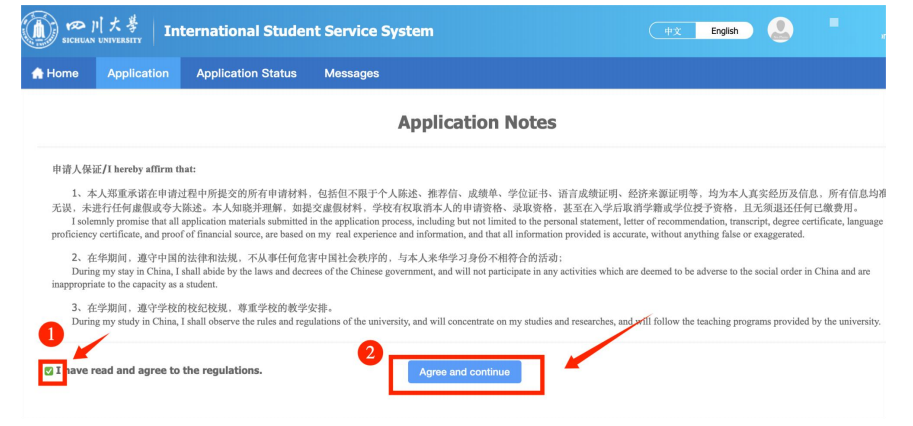 四川大学
SICHUAN UNIVERSITY
International Student Service System
中文 English
Home Application Application Status Messages
Application Notes
申请人保证/I hereby affirm that:
1、本人郑重承诺在申请过程中所提交的所有申请材料，包括但不限于个人陈述、推荐信、成绩单、学位证书、语言成绩证明、经济来源证明等，均为本人真实经历及信息，所有信息均准
无误，未进行任何虚假或夸大陈述。本人知晓并理解，如提交虚假材料，学校有权取消本人的申请资格、录取资格，甚至在入学后取消学籍或学位授予资格，且无须退还任何已缴费用。
I solemnly promise that all application materials submitted in the application process, including but not limited to the personal statement, letter of recommendation, transcript, degree certificate, language
proficiency certificate, and proof of financial source, are based on my real experience and information, and that all information provided is accurate, without anything false or exaggerated.
2、在华期间，遵守中国的法律和法规，不从事任何危害中国社会秩序的、与本人来华学习身份不相符合的活动；
During my stay in China, I shall abide by the laws and decrees of the Chinese government, and will not participate in any activities which are deemed to be adverse to the social order in China and are
inappropriate to the capacity as a student.
3、在学期间，遵守学校的校纪校规，尊重学校的教学安排。
During my study in China, I shall observe the rules and regulations of the university, and will concentrate on my studies and researches, and will follow the teaching programs provided by the university.
1
2
I have read and agree to the regulations.
Agree and continue